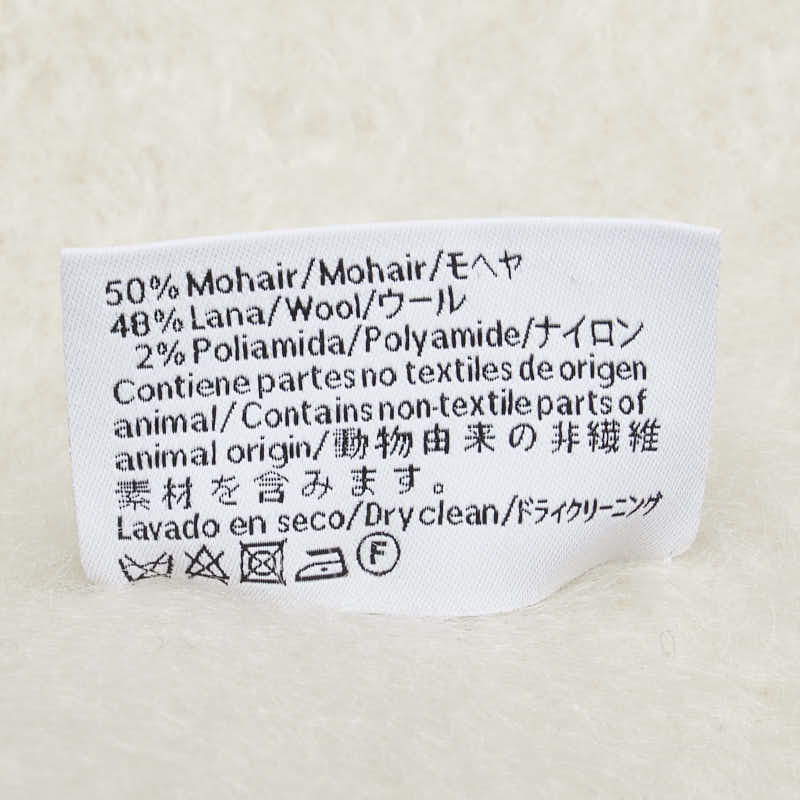 50% Mohair/Mohair/モヘヤ
48% Lana/Wool/ウール
2% Poliamida/Polyamide/ナイロン
Contiene partes no textiles de origen
animal/Contains non-textile parts of
animal origin/動物由来の非繊維
素材を含みます。
Lavado en seco/Dry clean/ドライクリーニング
F